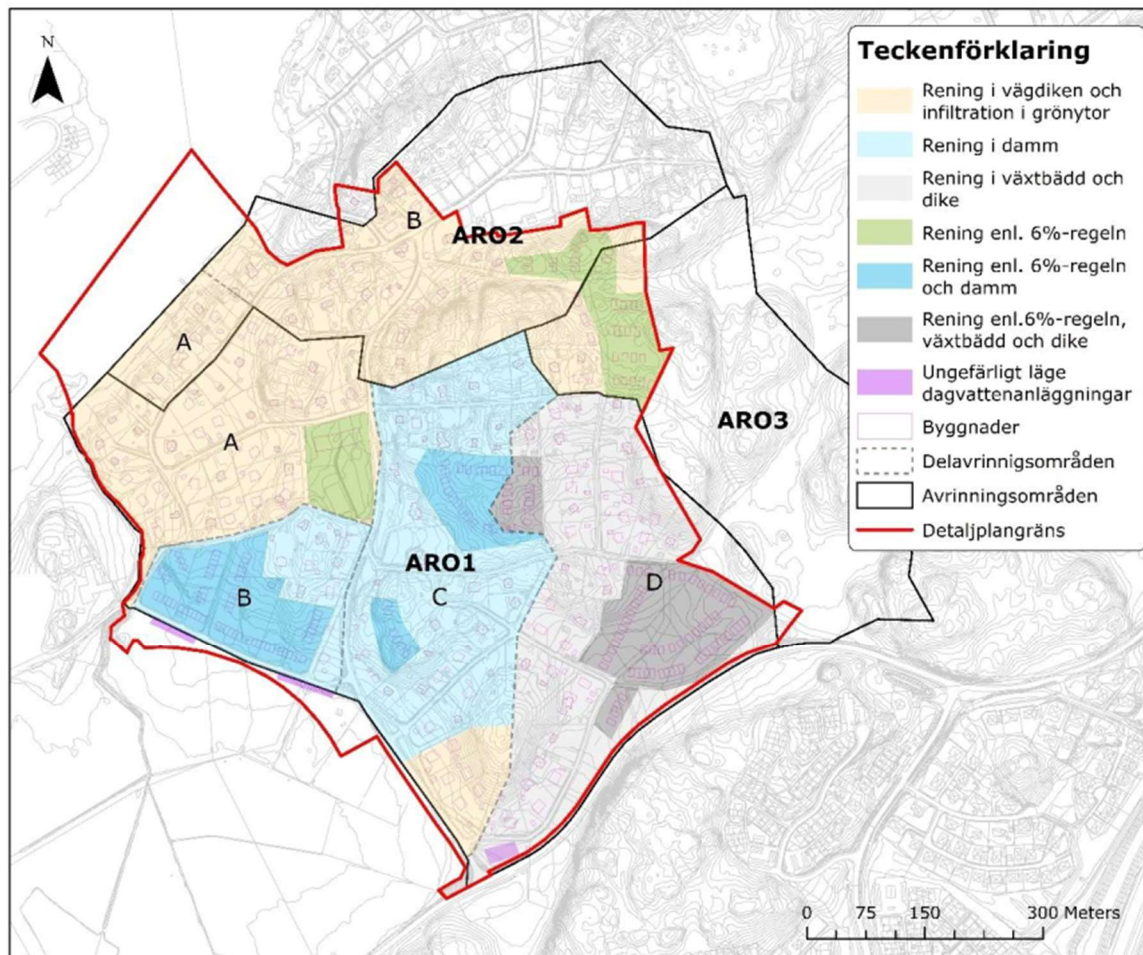 N
Teckenförklaring
Rening i vägdiken och
infiltration i grönytor
Rening i damm
Rening i växtbädd och
dike
Rening enl. 6%-regeln
Rening enl. 6%-regeln
och damm
Rening enl.6%-regeln,
växtbädd och dike
Ungefärligt läge
dagvattenanläggningar
Byggnader
Delavrinnigsområden
Avrinningsområden
Detaljplangräns
B
ARO2
A
A
ARO3
ARO1
B
C
D
0 75 150 300 Meters